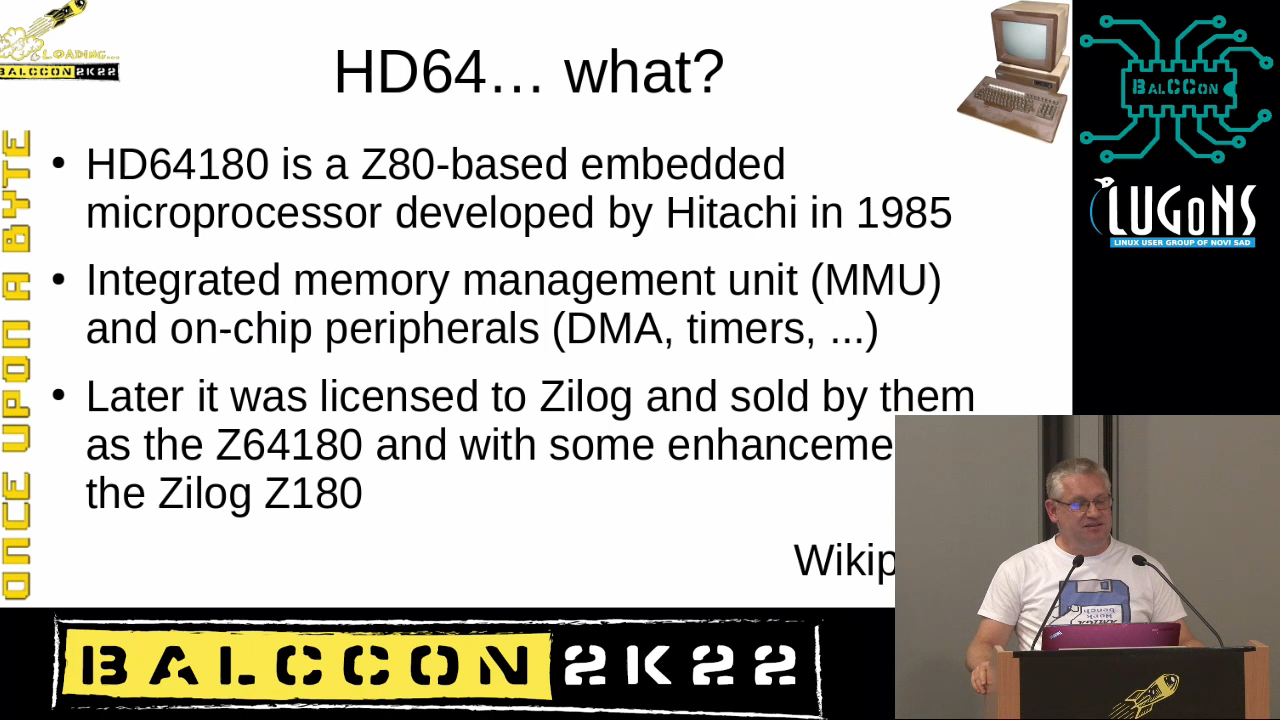 LOADING...
BALCCON2K22
HD64... what?
BALCCON
LUGoNS
LINUX USER GROUP OF NOVI SAD
ONCE UPON A BYTE
• HD64180 is a Z80-based embedded
microprocessor developed by Hitachi in 1985
• Integrated memory management unit (MMU)
and on-chip peripherals (DMA, timers, ...)
• Later it was licensed to Zilog and sold by them
as the Z64180 and with some enhanceme
the Zilog Z180
Wikip
BALCCON 2K22